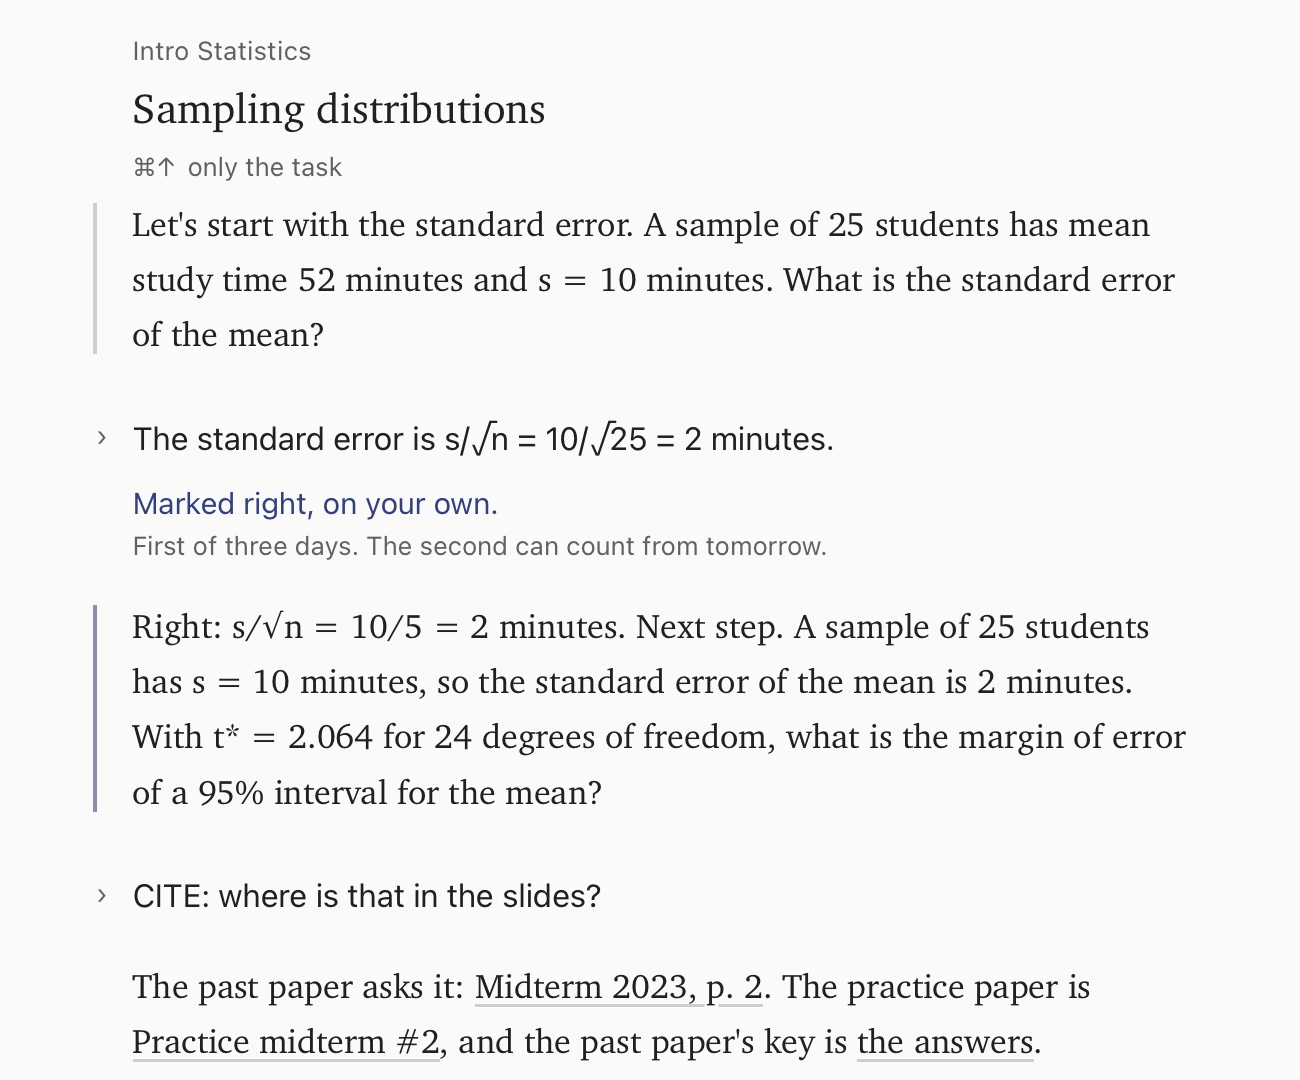 Intro Statistics
Sampling distributions
⌘↑ only the task
Let's start with the standard error. A sample of 25 students has mean
study time 52 minutes and s = 10 minutes. What is the standard error
of the mean?
› The standard error is s/√n = 10/√25 = 2 minutes.
Marked right, on your own.
First of three days. The second can count from tomorrow.
Right: s/√n = 10/5 = 2 minutes. Next step. A sample of 25 students
has s = 10 minutes, so the standard error of the mean is 2 minutes.
With t* = 2.064 for 24 degrees of freedom, what is the margin of error
of a 95% interval for the mean?
› CITE: where is that in the slides?
The past paper asks it: Midterm 2023, p. 2. The practice paper is
Practice midterm #2, and the past paper's key is the answers.